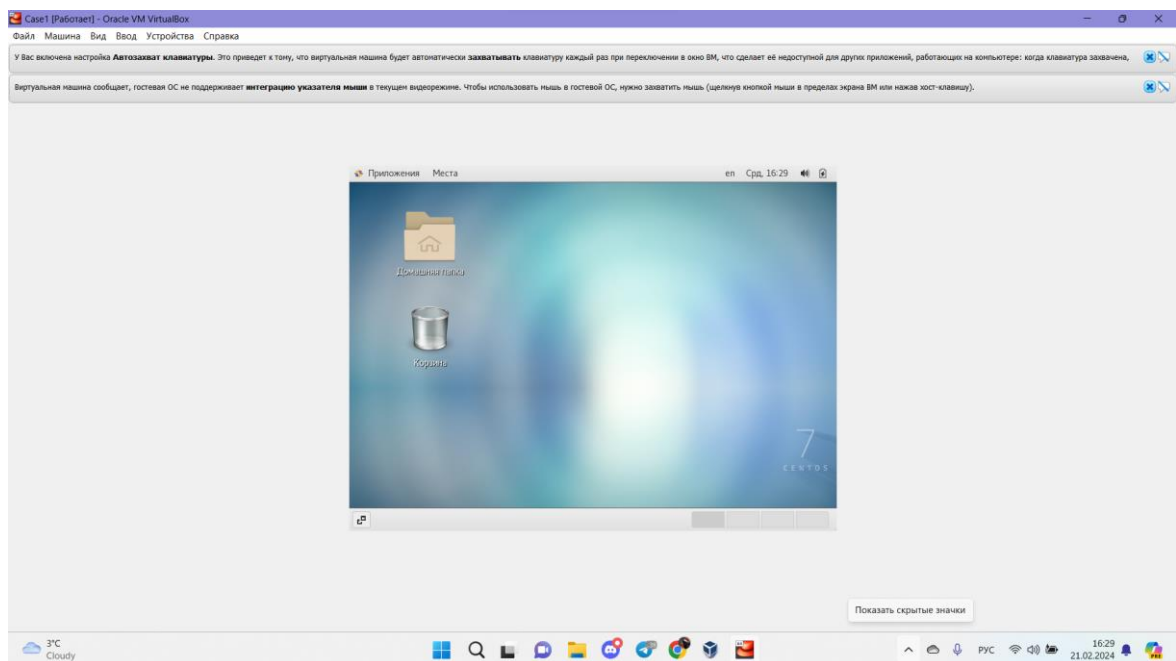 Case1 [Работает] - Oracle VM VirtualBox
Файл Машина Вид Ввод Устройства Справка
У Вас включена настройка Автозахват клавиатуры. Это приведет к тому, что виртуальная машина будет автоматически захватывать клавиатуру каждый раз при переключении в окно ВМ, что сделает её недоступной для других приложений, работающих на компьютере: когда клавиатура захвачена,
Виртуальная машина сообщает, гостевая ОС не поддерживает интеграцию указателя мыши в текущем видеорежиме. Чтобы использовать мышь в гостевой ОС, нужно захватить мышь (щелкнув кнопкой мыши в пределах экрана ВМ или нажав хост-клавишу).
Приложения Места en Срд, 16:29
Домашняя папка
Корзина
7
CENTOS
Показать скрытые значки
3°C
Cloudy
РУС
16:29
21.02.2024
PRE